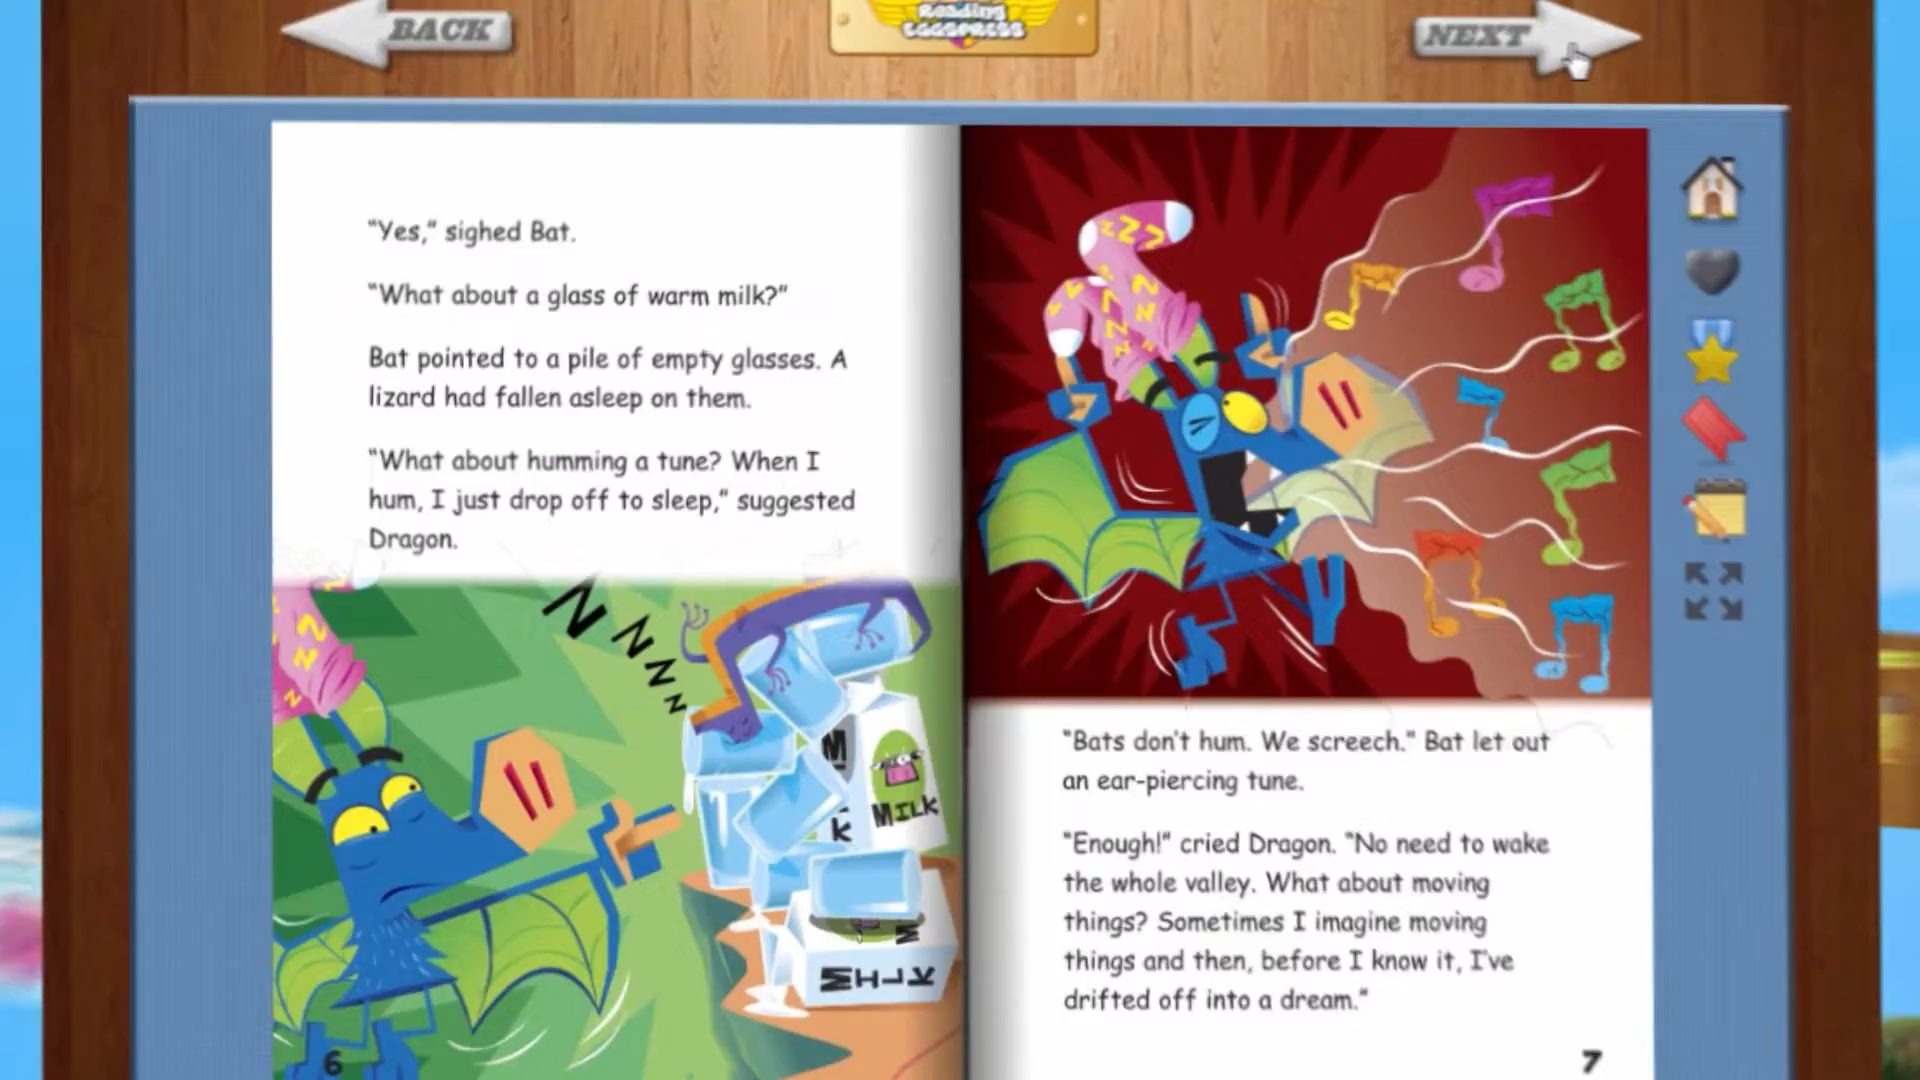 BACK
Reading
EGGSPRESS
NEXT
“Yes,” sighed Bat.
“What about a glass of warm milk?”
Bat pointed to a pile of empty glasses. A
lizard had fallen asleep on them.
“What about humming a tune? When I
hum, I just drop off to sleep,” suggested
Dragon.
N
N
N
N
M
MILK
K
M
MILK
6
Z
Z
Z
“Bats don’t hum. We screech.” Bat let out
an ear-piercing tune.
“Enough!” cried Dragon. “No need to wake
the whole valley. What about moving
things? Sometimes I imagine moving
things and then, before I know it, I’ve
drifted off into a dream.”
7